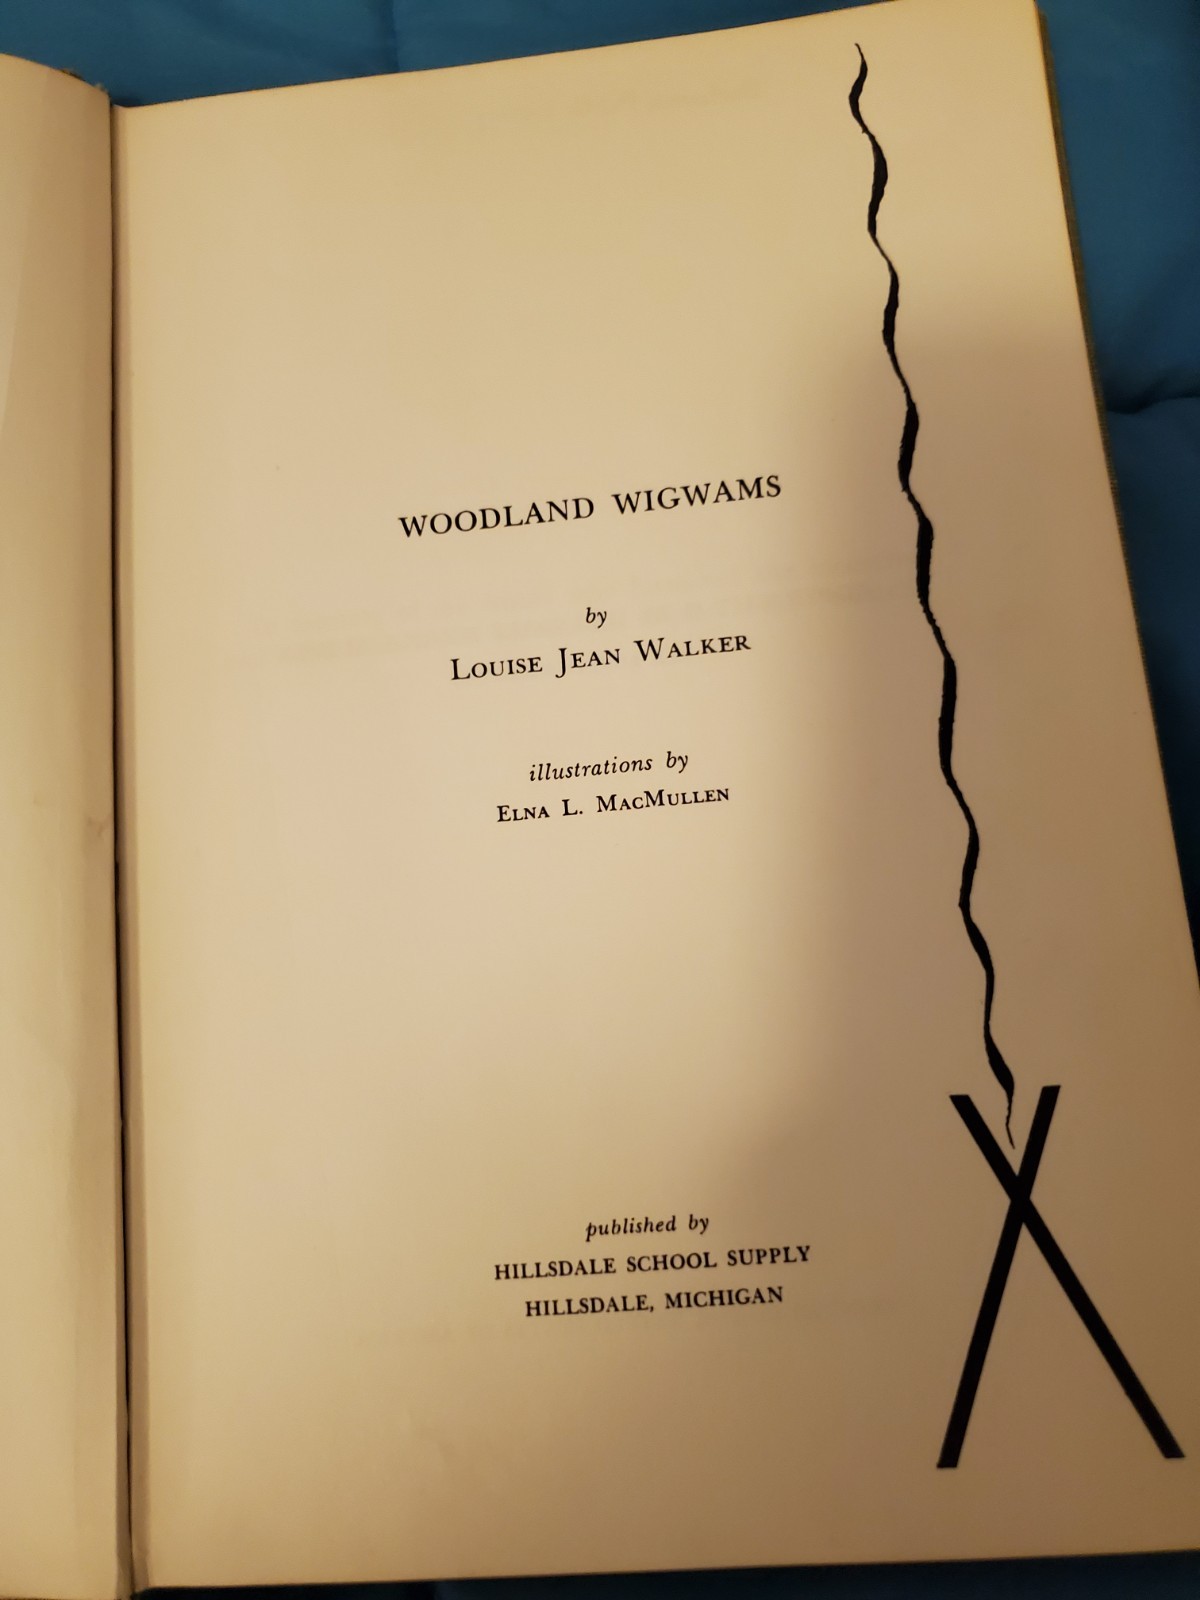 WOODLAND WIGWAMS
by
LOUISE JEAN WALKER
illustrations by
ELNA L. MACMULLEN
published by
HILLSDALE SCHOOL SUPPLY
HILLSDALE, MICHIGAN